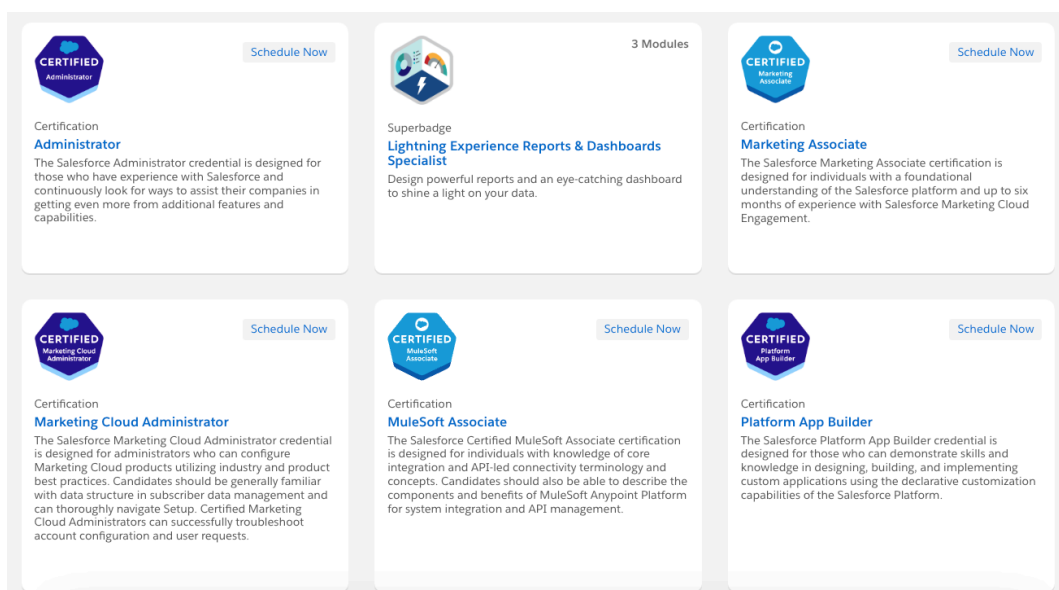 CERTIFIED
Administrator
Schedule Now
Certification
Administrator
The Salesforce Administrator credential is designed for
those who have experience with Salesforce and
continuously look for ways to assist their companies in
getting even more from additional features and
capabilities.
3 Modules
Superbadge
Lightning Experience Reports & Dashboards
Specialist
Design powerful reports and an eye-catching dashboard
to shine a light on your data.
CERTIFIED
Marketing
Associate
Schedule Now
Certification
Marketing Associate
The Salesforce Marketing Associate certification is
designed for individuals with a foundational
understanding of the Salesforce platform and up to six
months of experience with Salesforce Marketing Cloud
Engagement.
CERTIFIED
Marketing Cloud
Administrator
Schedule Now
Certification
Marketing Cloud Administrator
The Salesforce Marketing Cloud Administrator credential
is designed for administrators who can configure
Marketing Cloud products utilizing industry and product
best practices. Candidates should be generally familiar
with data structure in subscriber data management and
can thoroughly navigate Setup. Certified Marketing
Cloud Administrators can successfully troubleshoot
account configuration and user requests.
CERTIFIED
MuleSoft
Associate
Schedule Now
Certification
MuleSoft Associate
The Salesforce Certified MuleSoft Associate certification
is designed for individuals with knowledge of core
integration and API-led connectivity terminology and
concepts. Candidates should also be able to describe the
components and benefits of MuleSoft Anypoint Platform
for system integration and API management.
CERTIFIED
Platform
App Builder
Schedule Now
Certification
Platform App Builder
The Salesforce Platform App Builder credential is
designed for those who can demonstrate skills and
knowledge in designing, building, and implementing
custom applications using the declarative customization
capabilities of the Salesforce Platform.